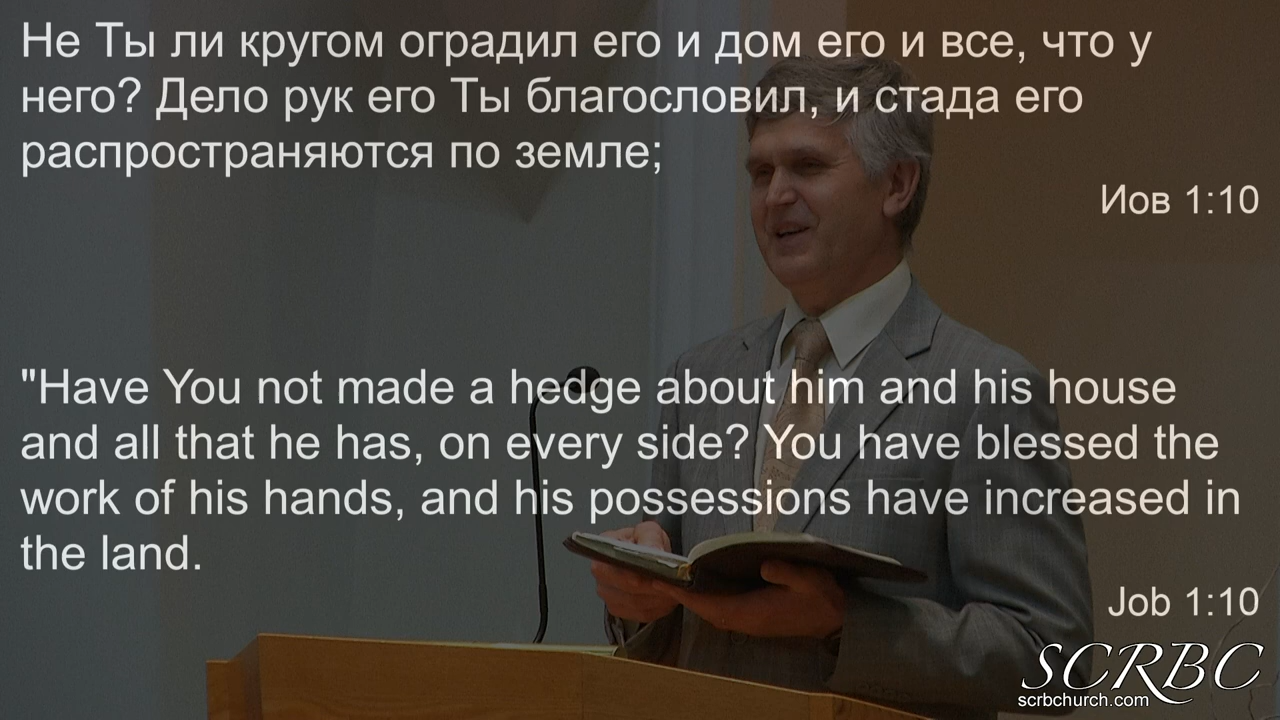 Не Ты ли кругом оградил его и дом его и все, что у
него? Дело рук его Ты благословил, и стада его
распространяются по земле;
Иов 1:10
"Have You not made a hedge about him and his house
and all that he has, on every side? You have blessed the
work of his hands, and his possessions have increased in
the land.
Job 1:10
SCRBC
scrbchurch.com